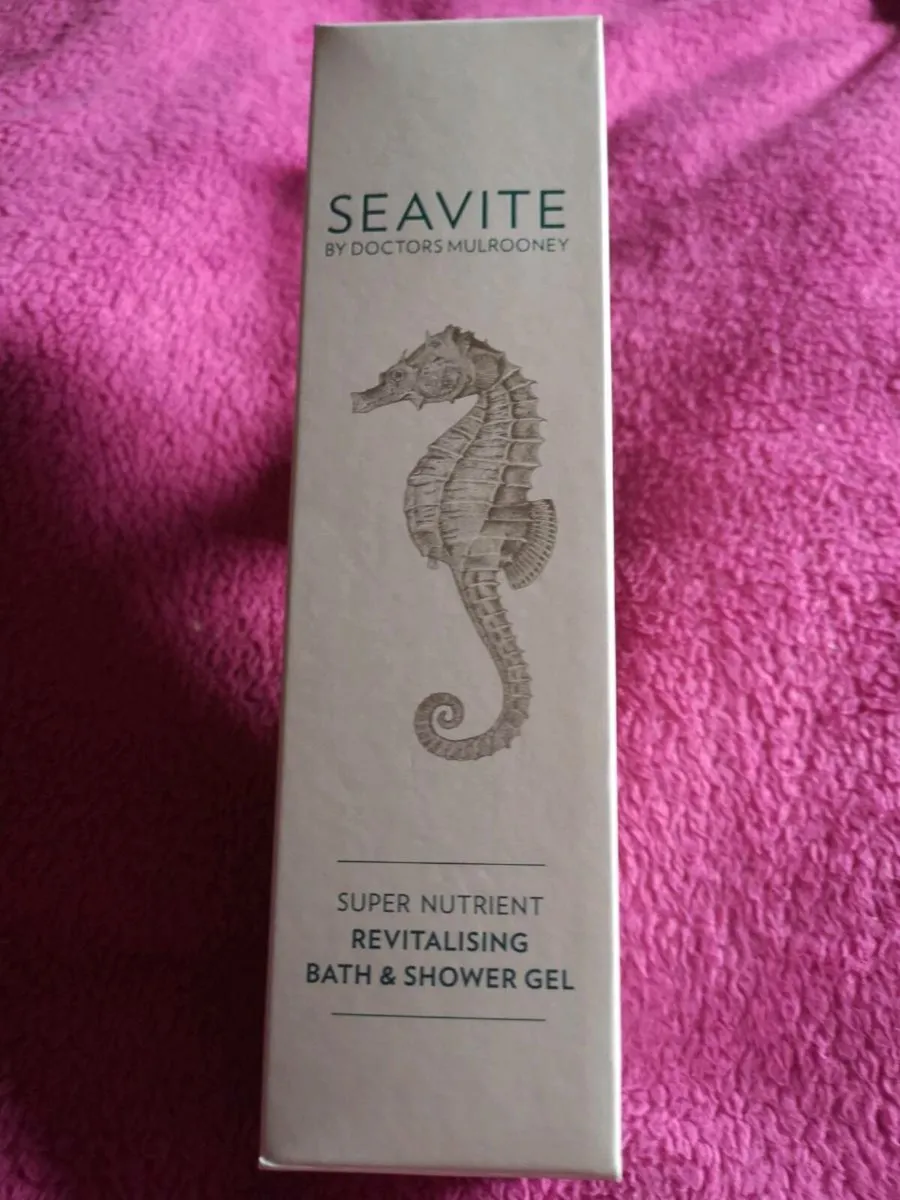 SEAVITE
BY DOCTORS MULROONEY
SUPER NUTRIENT
REVITALISING
BATH & SHOWER GEL